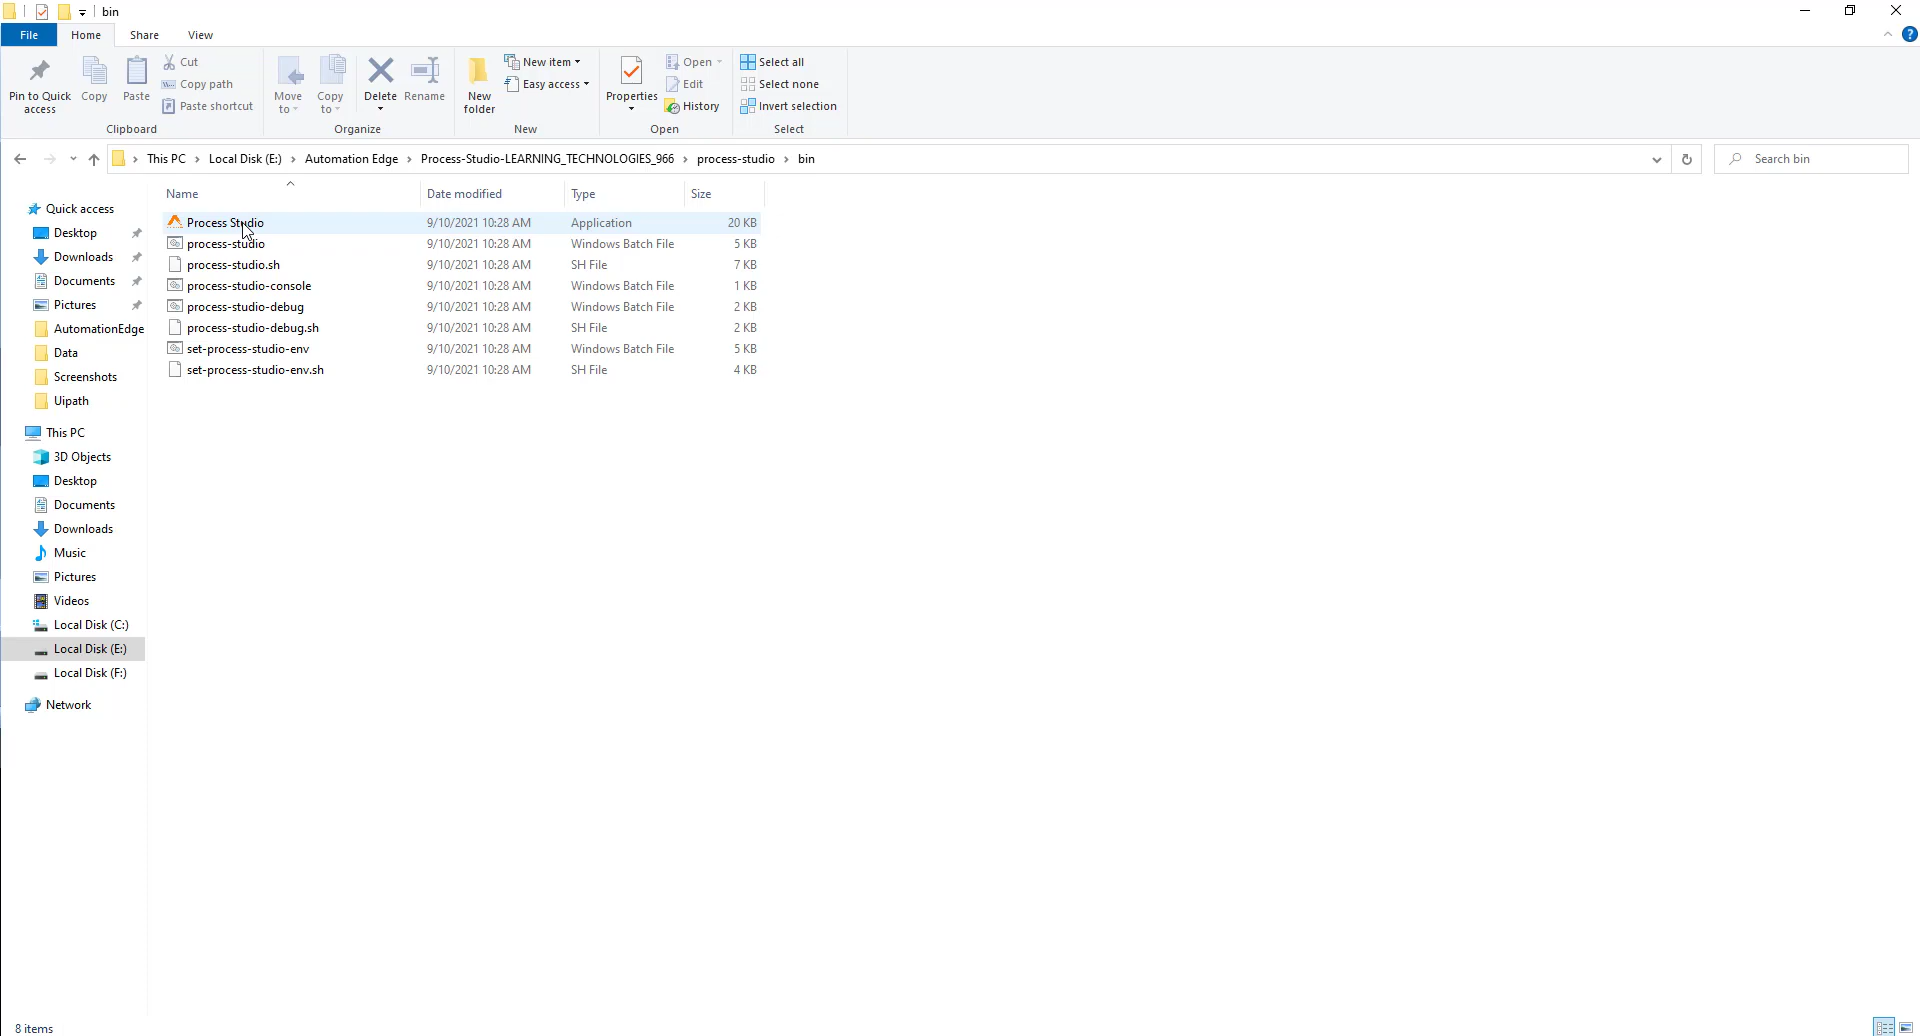 bin
File Home Share View
Pin to Quick access
Copy
Paste
Cut
Copy path
Paste shortcut
Clipboard
Move to
Copy to
Delete
Rename
Organize
New folder
New item
Easy access
New
Properties
Open
Edit
History
Open
Select all
Select none
Invert selection
Select
This PC Local Disk (E:) Automation Edge Process-Studio-LEARNING_TECHNOLOGIES_966 process-studio bin
Search bin
Name Date modified Type Size
Process Studio 9/10/2021 10:28 AM Application 20 KB
process-studio 9/10/2021 10:28 AM Windows Batch File 5 KB
process-studio.sh 9/10/2021 10:28 AM SH File 7 KB
process-studio-console 9/10/2021 10:28 AM Windows Batch File 1 KB
process-studio-debug 9/10/2021 10:28 AM Windows Batch File 2 KB
process-studio-debug.sh 9/10/2021 10:28 AM SH File 2 KB
set-process-studio-env 9/10/2021 10:28 AM Windows Batch File 5 KB
set-process-studio-env.sh 9/10/2021 10:28 AM SH File 4 KB
Quick access
Desktop
Downloads
Documents
Pictures
AutomationEdge
Data
Screenshots
Uipath
This PC
3D Objects
Desktop
Documents
Downloads
Music
Pictures
Videos
Local Disk (C:)
Local Disk (E:)
Local Disk (F:)
Network
8 items